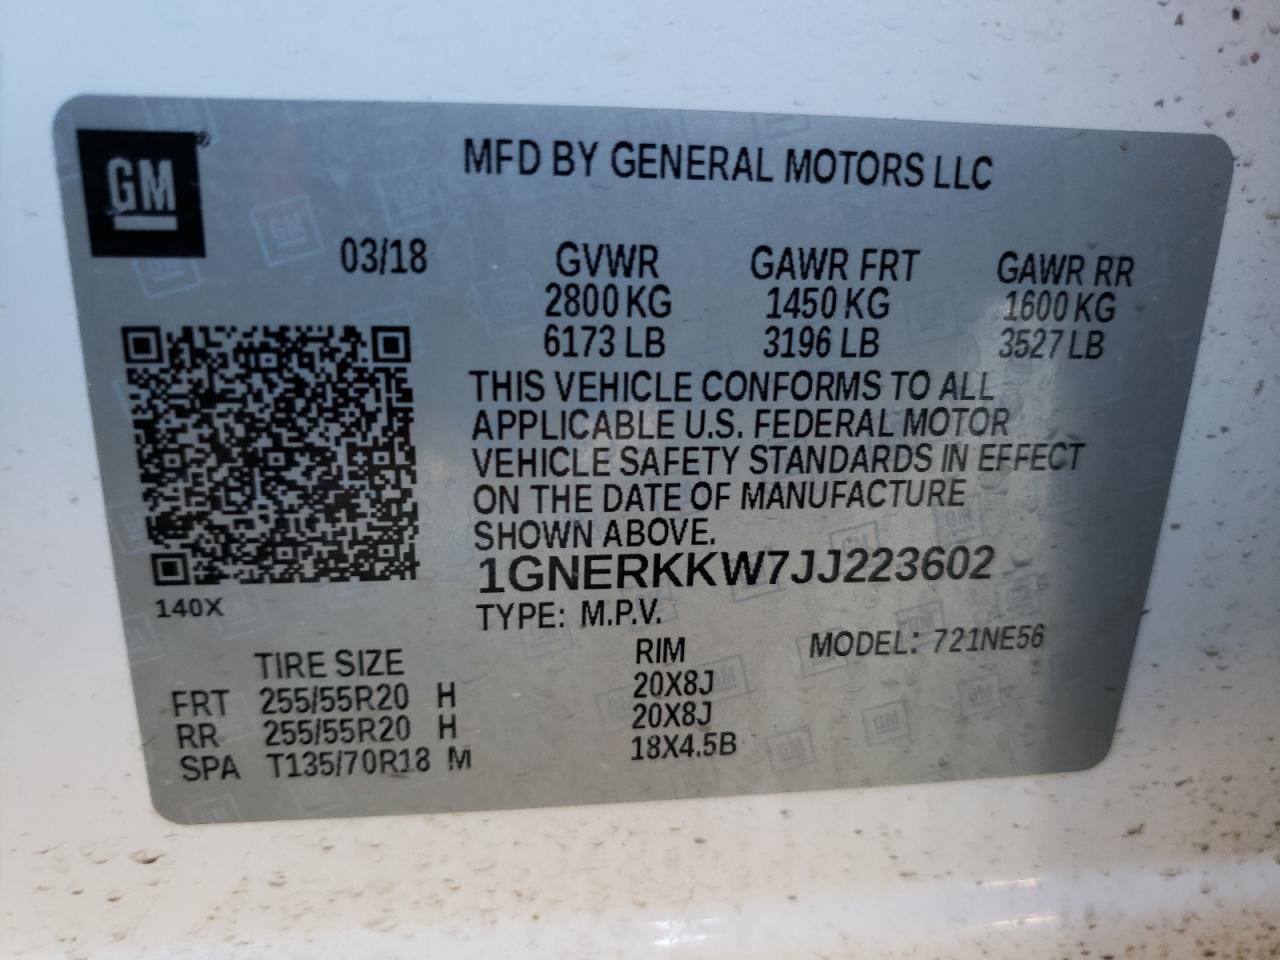 GM
MFD BY GENERAL MOTORS LLC
03/18 GVWR GAWR FRT GAWR RR
2800 KG 1450 KG 1600 KG
6173 LB 3196 LB 3527 LB
THIS VEHICLE CONFORMS TO ALL
APPLICABLE U.S. FEDERAL MOTOR
VEHICLE SAFETY STANDARDS IN EFFECT
ON THE DATE OF MANUFACTURE
SHOWN ABOVE.
1GNERKKW7JJ223602
140X
TYPE: M.P.V.
MODEL: 721NE56
TIRE SIZE RIM
FRT 255/55R20 H 20X8J
RR 255/55R20 H 20X8J
SPA T135/70R18 M 18X4.5B